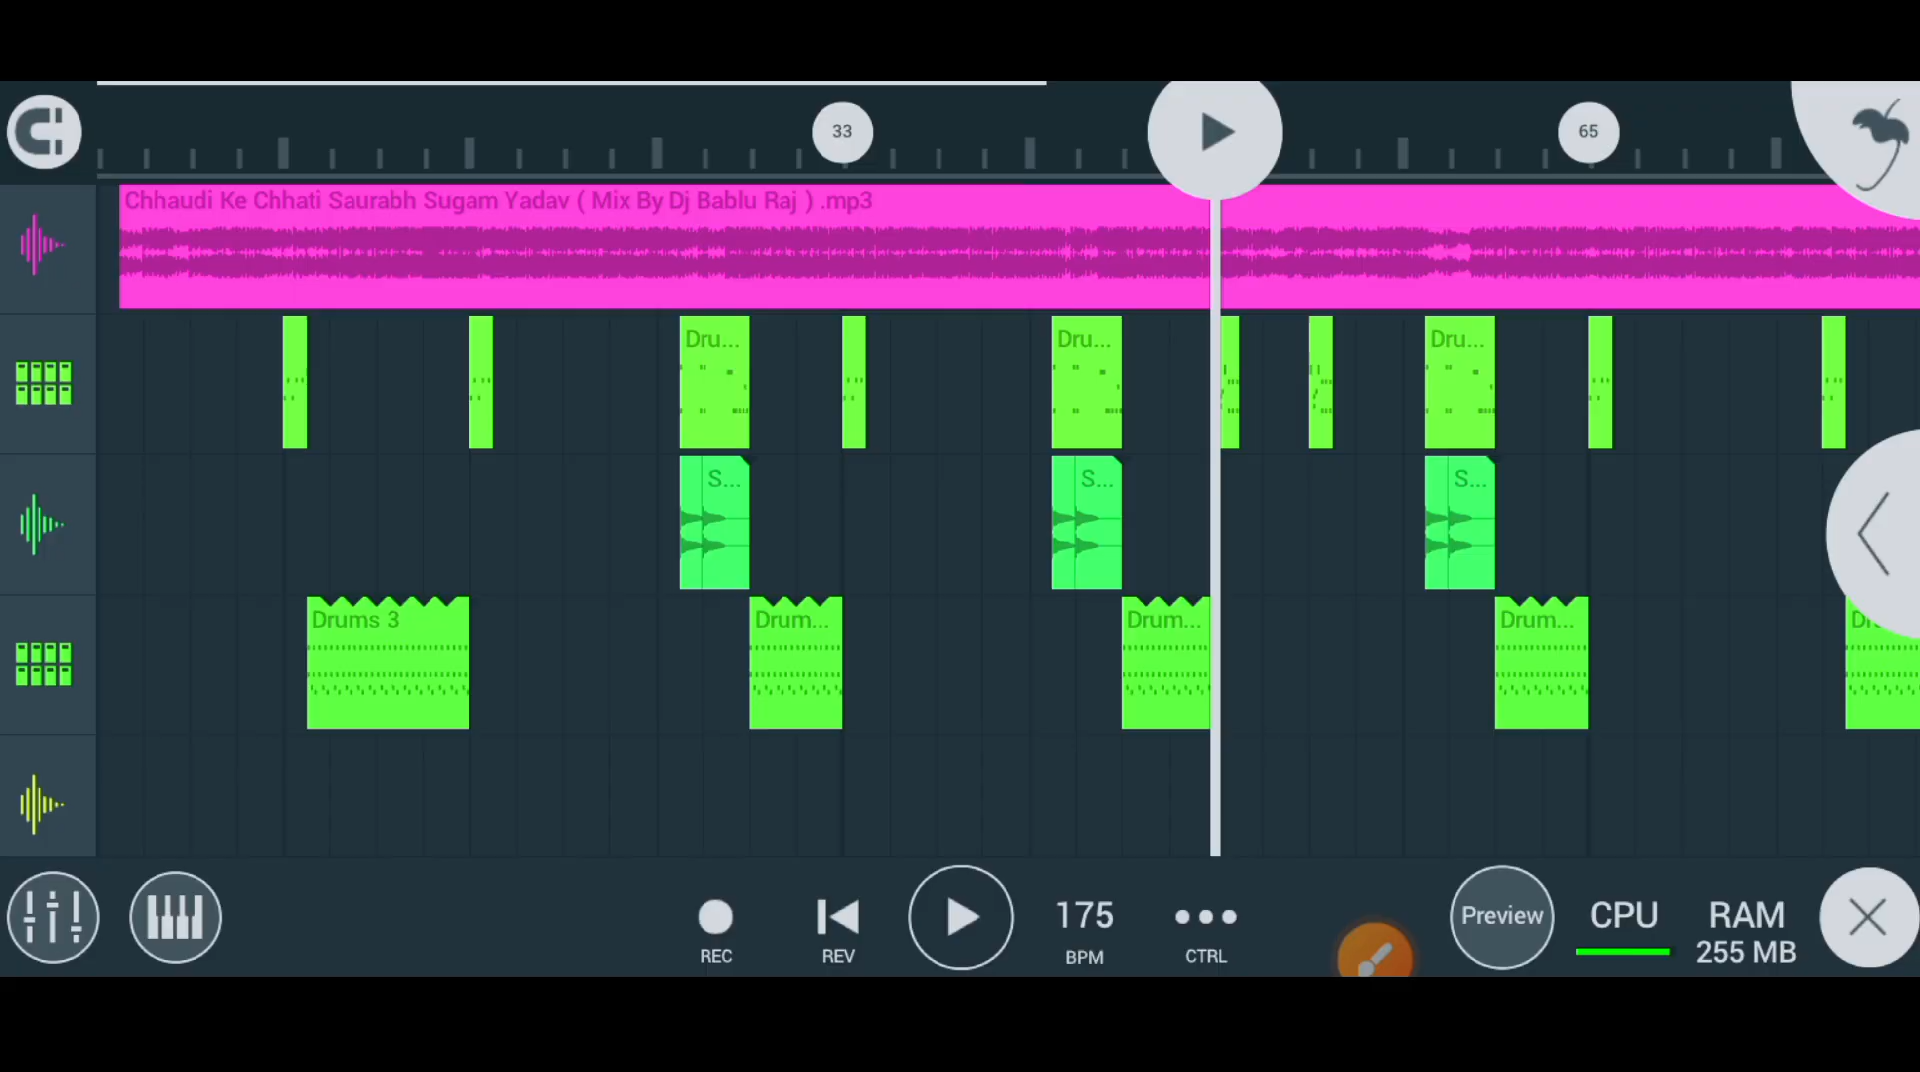 33
65
Chhaudi Ke Chhati Saurabh Sugam Yadav ( Mix By Dj Bablu Raj ) .mp3
Dru...
Dru...
Dru...
S...
S...
S...
Drums 3
Drum...
Drum...
Drum...
REC
REV
175
BPM
CTRL
Preview
CPU
RAM
255 MB